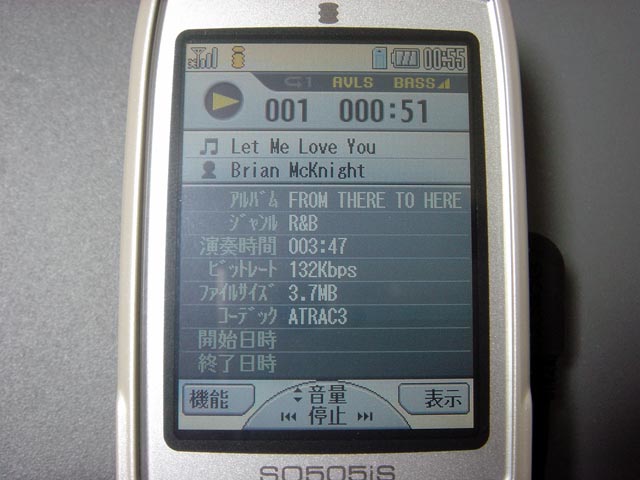 00:55
1 AVLS BASS
001 000:51
Let Me Love You
Brian McKnight
ｱﾙﾊﾞﾑ FROM THERE TO HERE
ｼﾞｬﾝﾙ R&B
演奏時間 003:47
ﾋﾞｯﾄﾚｰﾄ 132Kbps
ﾌｧｲﾙｻｲｽﾞ 3.7MB
ｺｰﾃﾞｯｸ ATRAC3
開始日時
終了日時
機能 音量 表示
停止
SO505iS